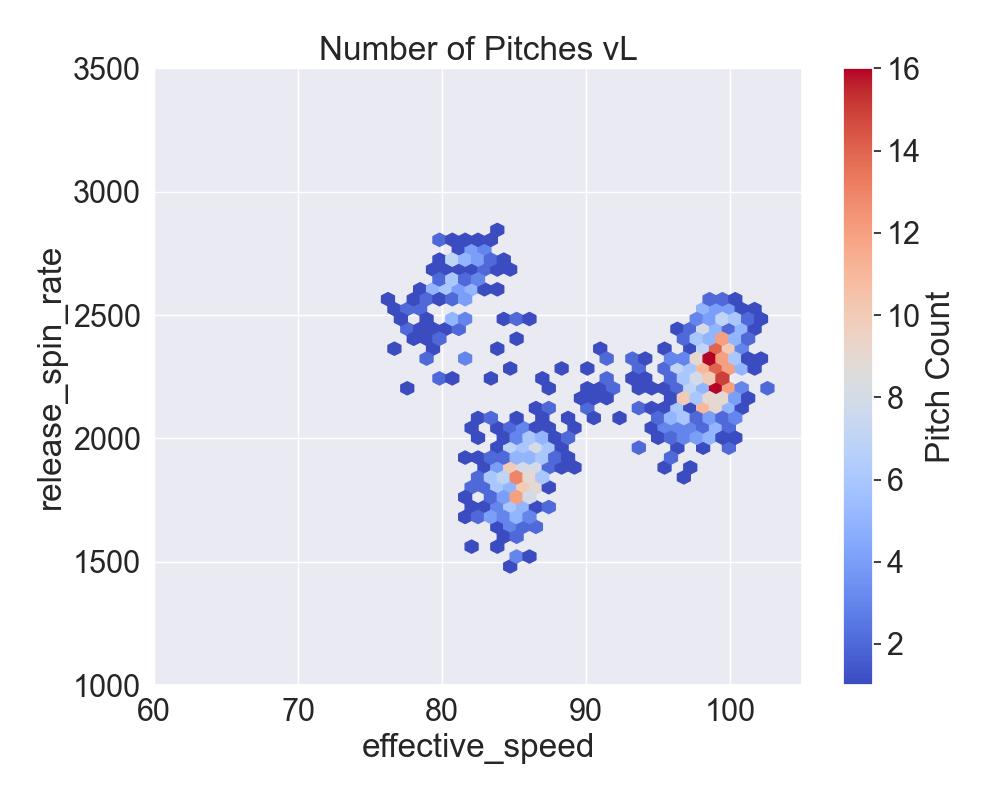 Number of Pitches vL
3500
3000
2500
2000
1500
1000
release_spin_rate
60 70 80 90 100
effective_speed
16
14
12
10
8
6
4
2
Pitch Count